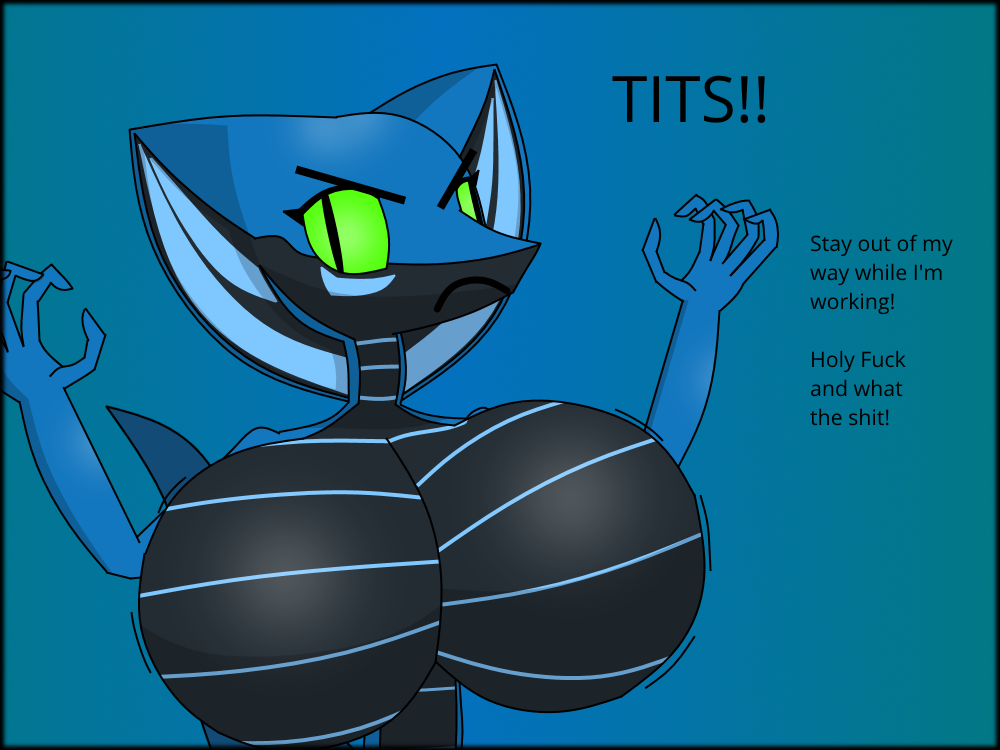 TITS!!
Stay out of my
way while I'm
working!
Holy Fuck
and what
the shit!